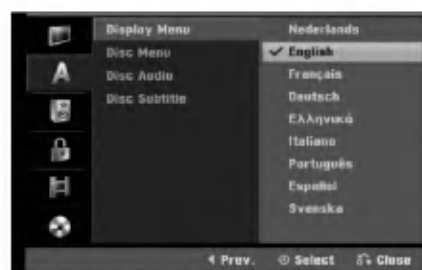 Display Menu
Disc Menu
Disc Audio
Disc Subtitle
Nederlands
✓ English
Français
Deutsch
Ελληνικά
Italiano
Português
Español
Svenska
A
◄ Prev. ⊙ Select Close